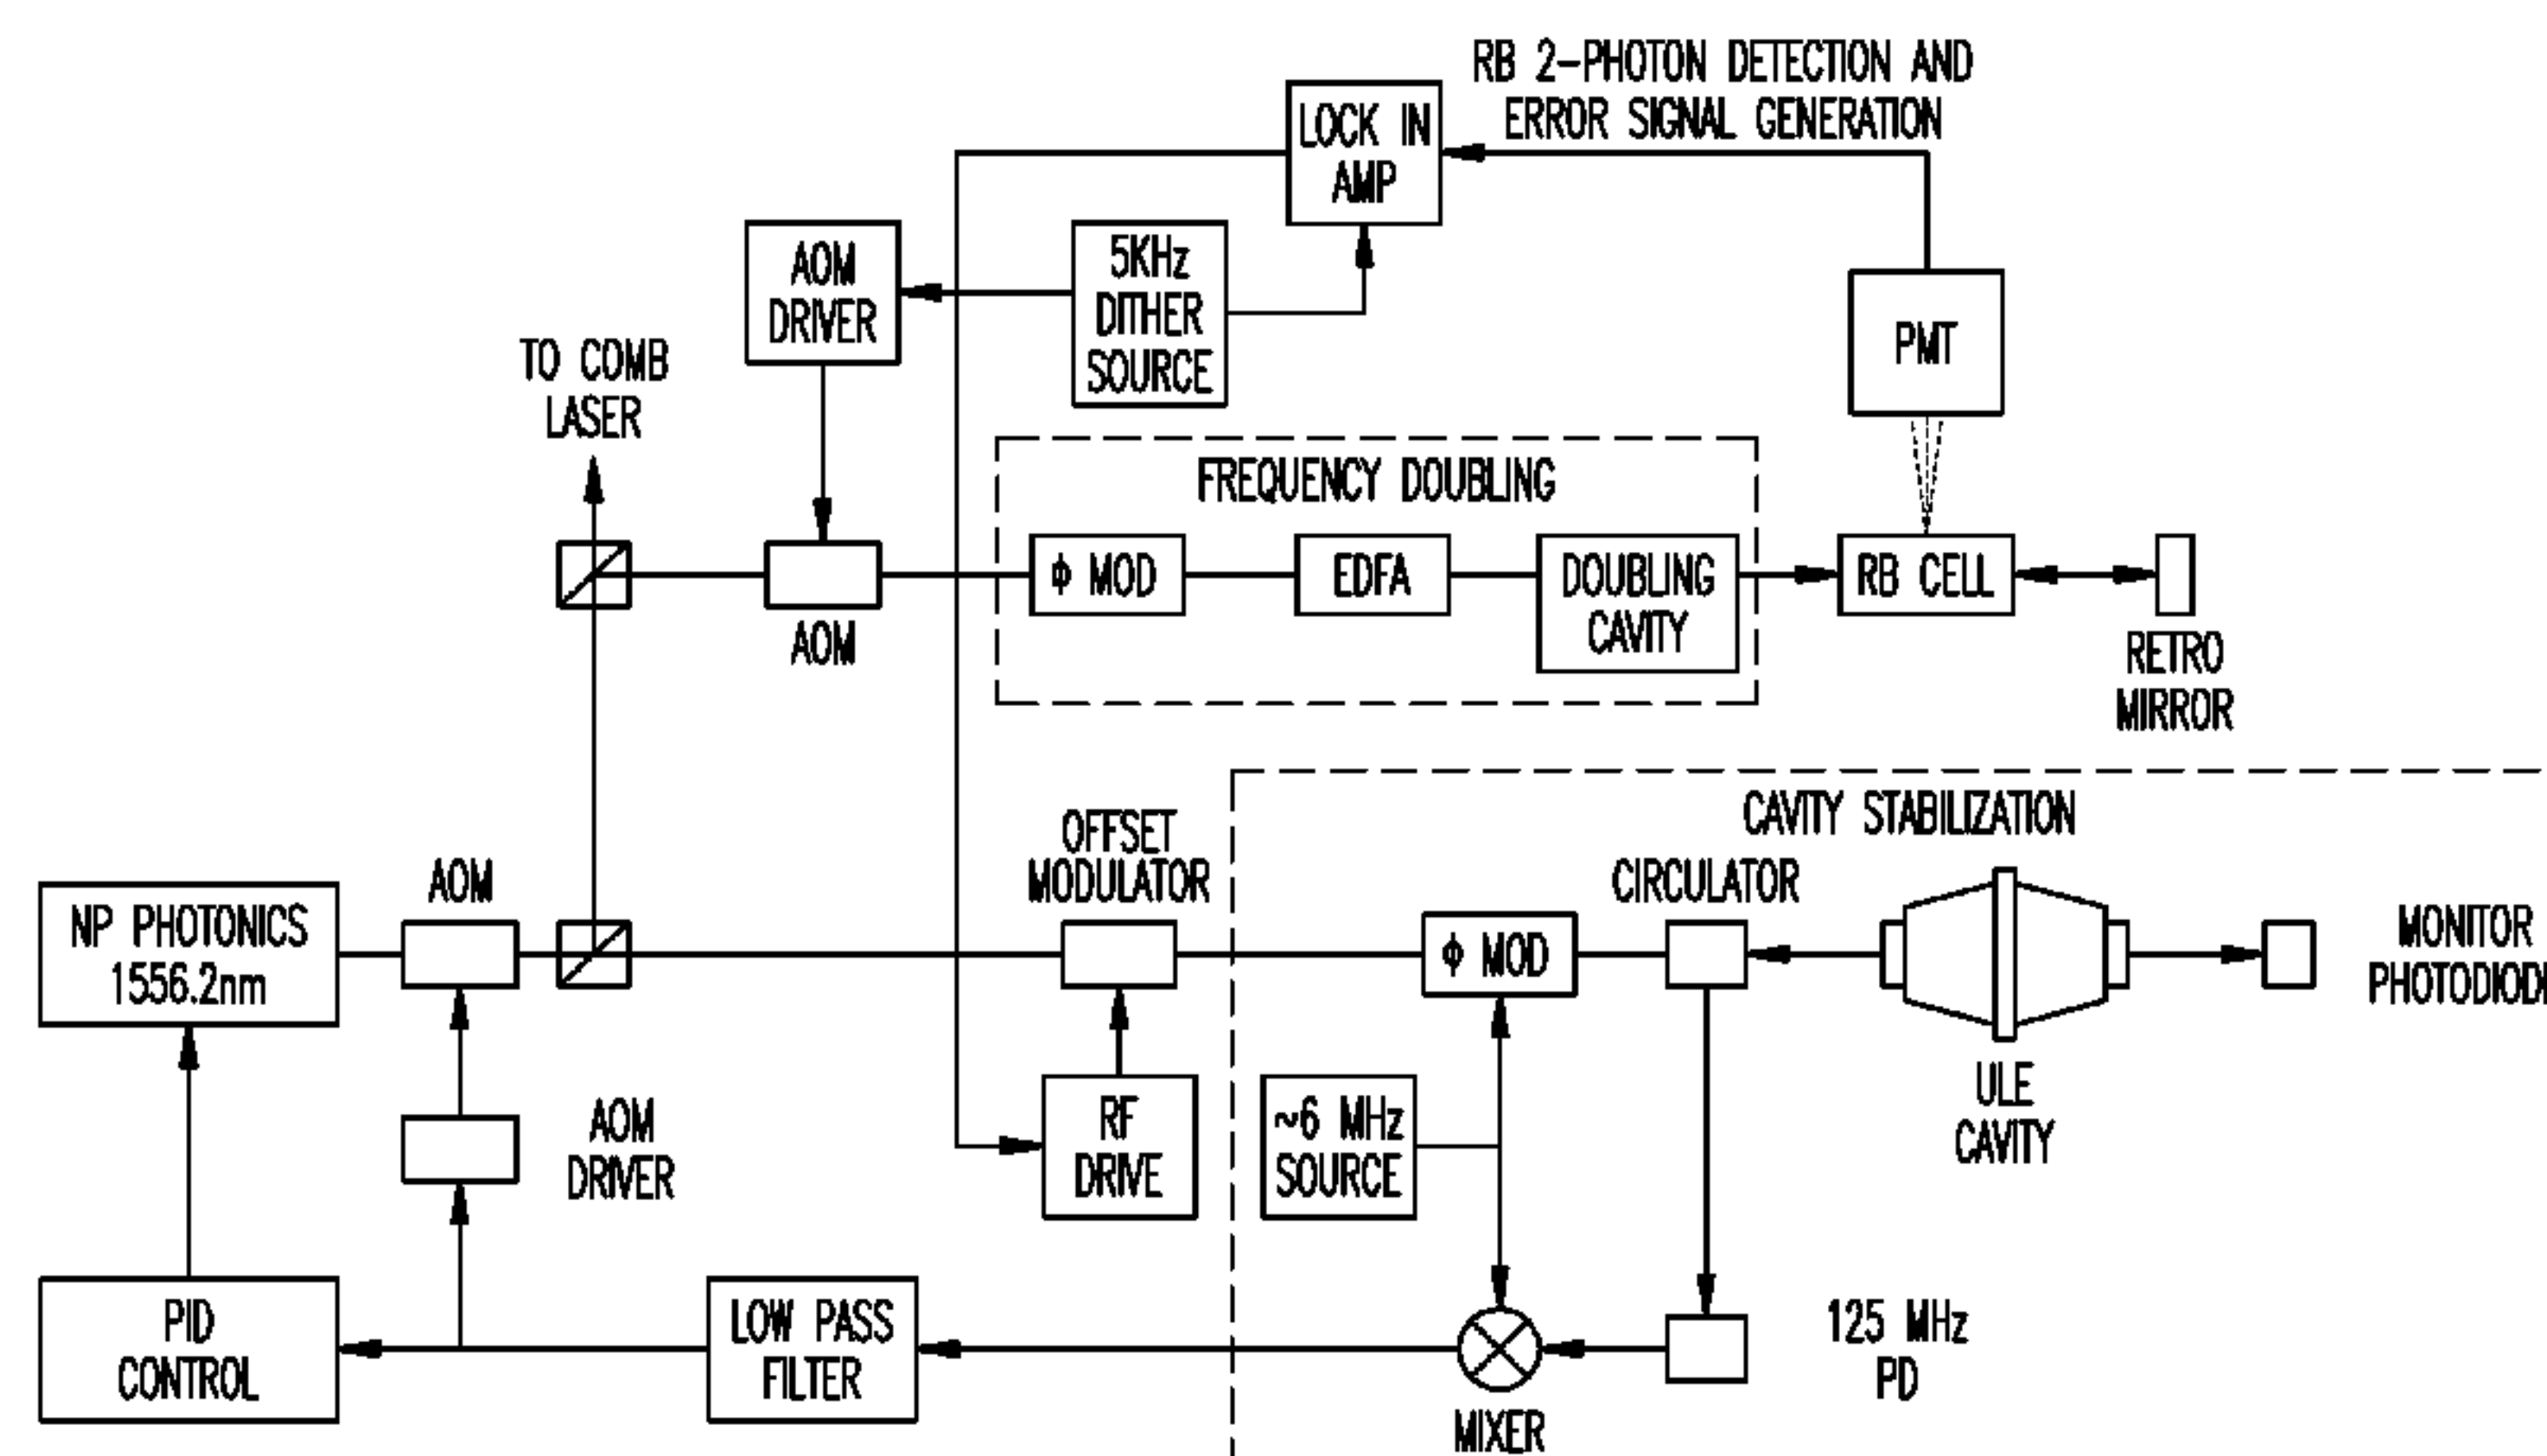 RB 2-PHOTON DETECTION AND
ERROR SIGNAL GENERATION
LOCK IN
AMP
AOM
DRIVER
5KHz
DITHER
SOURCE
PMT
TO COMB
LASER
FREQUENCY DOUBLING
Φ MOD
EDFA
DOUBLING
CAVITY
RB CELL
AOM
RETRO
MIRROR
CAVITY STABILIZATION
OFFSET
MODULATOR
CIRCULATOR
AOM
NP PHOTONICS
1556.2nm
Φ MOD
MONITOR
PHOTODIOD
ULE
CAVITY
AOM
DRIVER
RF
DRIVE
~6 MHz
SOURCE
PID
CONTROL
LOW PASS
FILTER
125 MHz
PD
MIXER